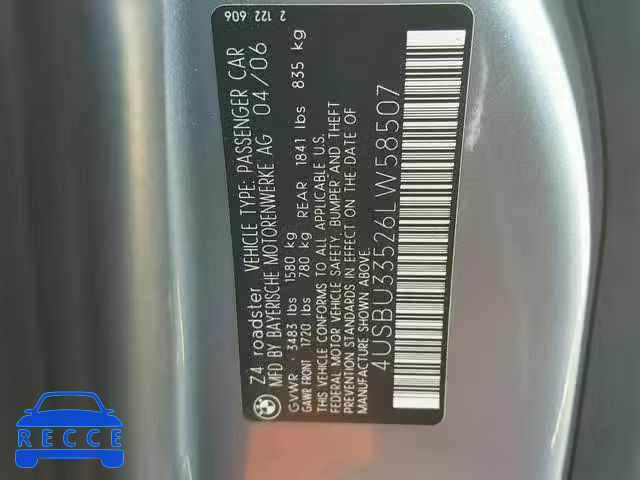 Z4 roadster VEHICLE TYPE: PASSENGER CAR
MFD BY BAYERISCHE MOTORENWERKE AG 04/06
2 122 606
GVWR 3483 lbs 1580 kg
GAWR FRONT 1720 lbs 780 kg REAR 1841 lbs 835 kg
THIS VEHICLE CONFORMS TO ALL APPLICABLE U.S.
FEDERAL MOTOR VEHICLE SAFETY, BUMPER, AND THEFT
PREVENTION STANDARDS IN EFFECT ON THE DATE OF
MANUFACTURE SHOWN ABOVE.
4USBU33526LW58507
RECCE